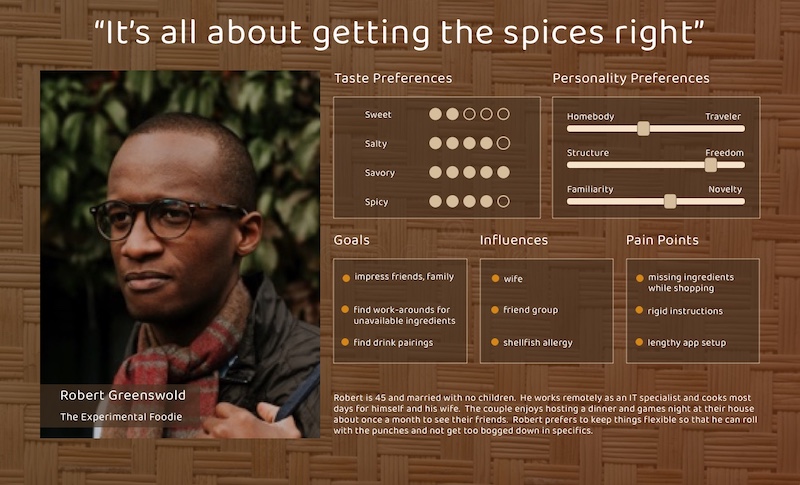 “It’s all about getting the spices right”
Taste Preferences
Sweet
Salty
Savory
Spicy
Personality Preferences
Homebody Traveler
Structure Freedom
Familiarity Novelty
Goals
impress friends, family
find work-arounds for
unavailable ingredients
find drink pairings
Influences
wife
friend group
shellfish allergy
Pain Points
missing ingredients
while shopping
rigid instructions
lengthy app setup
Robert Greenswold
The Experimental Foodie
Robert is 45 and married with no children. He works remotely as an IT specialist and cooks most
days for himself and his wife. The couple enjoys hosting a dinner and games night at their house
about once a month to see their friends. Robert prefers to keep things flexible so that he can roll
with the punches and not get too bogged down in specifics.